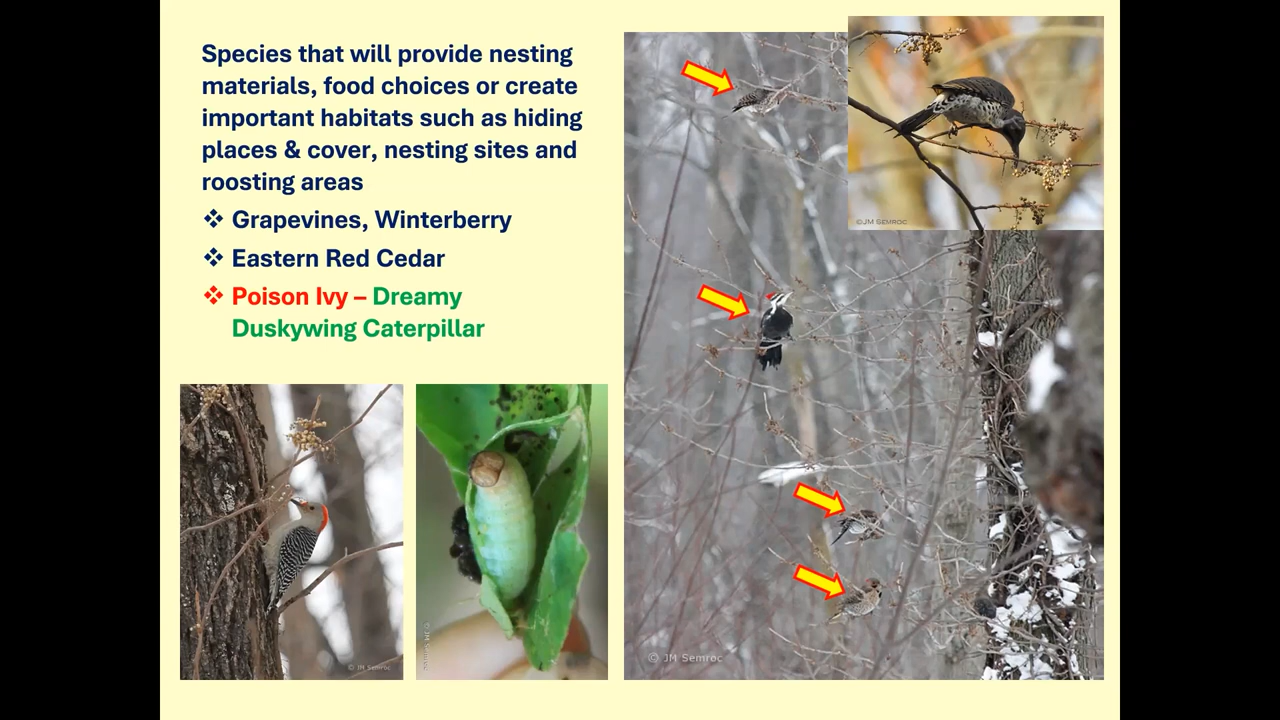 Species that will provide nesting
materials, food choices or create
important habitats such as hiding
places & cover, nesting sites and
roosting areas
❖ Grapevines, Winterberry
❖ Eastern Red Cedar
❖ Poison Ivy – Dreamy
Duskywing Caterpillar
©JM SEMROC
© JM Semroc
© JM Semroc
© JM Semroc